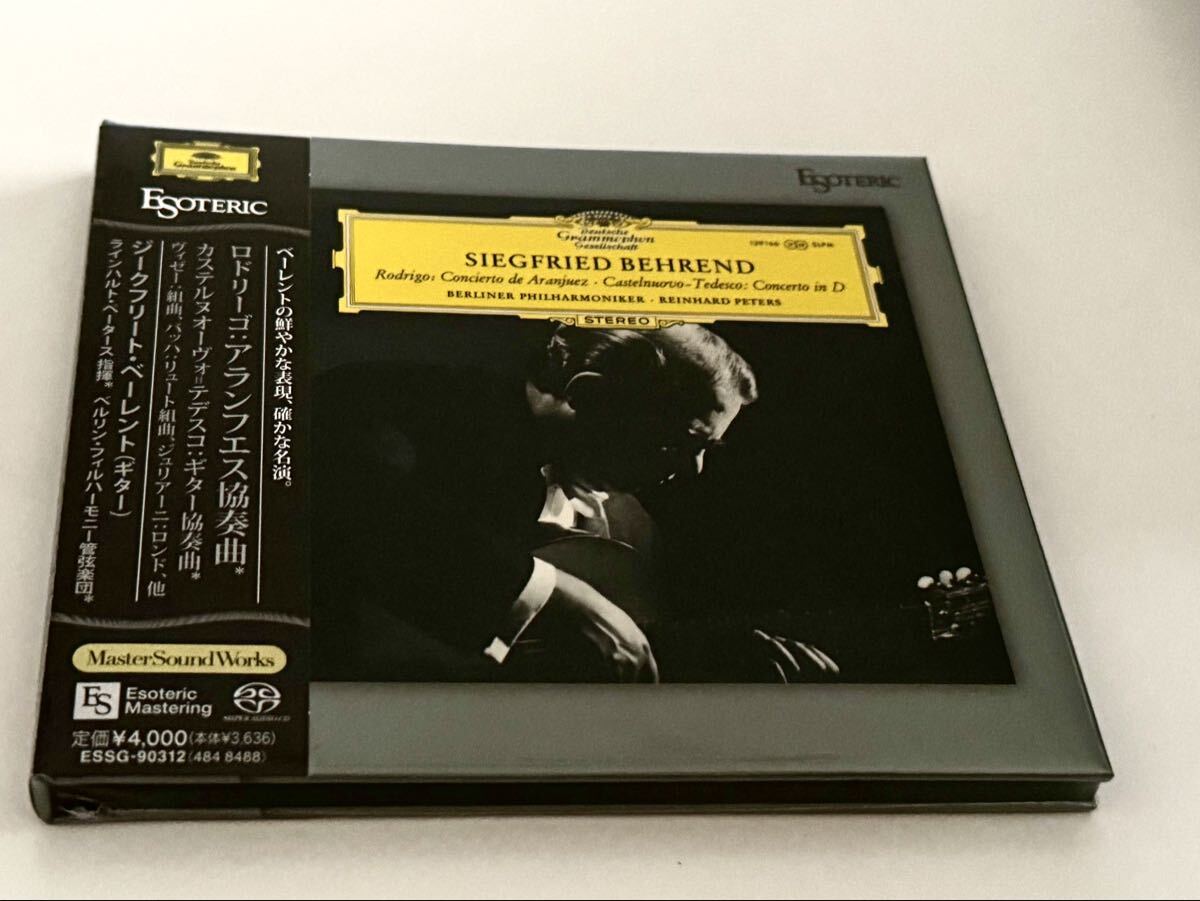 Deutsche
Grammophon
ESOTERIC
ベーレントの鮮やかな表現、確かな名演。
ロドリーゴ:アランフエス協奏曲*
カステルヌオーヴォ=テデスコ:ギター協奏曲*
ヴィゼー:組曲、バッハ:リュート組曲、ジュリアーニ:ロンド、他
ジークフリート・ベーレント(ギター)
ラインハルト・ペータース 指揮* ベルリン・フィルハーモニー管弦楽団*
MasterSoundWorks
ES Esoteric
Mastering
SUPER AUDIO CD
定価¥4,000(本体¥3,636)
ESSG-90312(484 8488)
ESOTERIC
Deutsche
Grammophon
Gesellschaft
139166 SLPM
SIEGFRIED BEHREND
Rodrigo: Concierto de Aranjuez · Castelnuovo-Tedesco: Concerto in D
BERLINER PHILHARMONIKER · REINHARD PETERS
STEREO